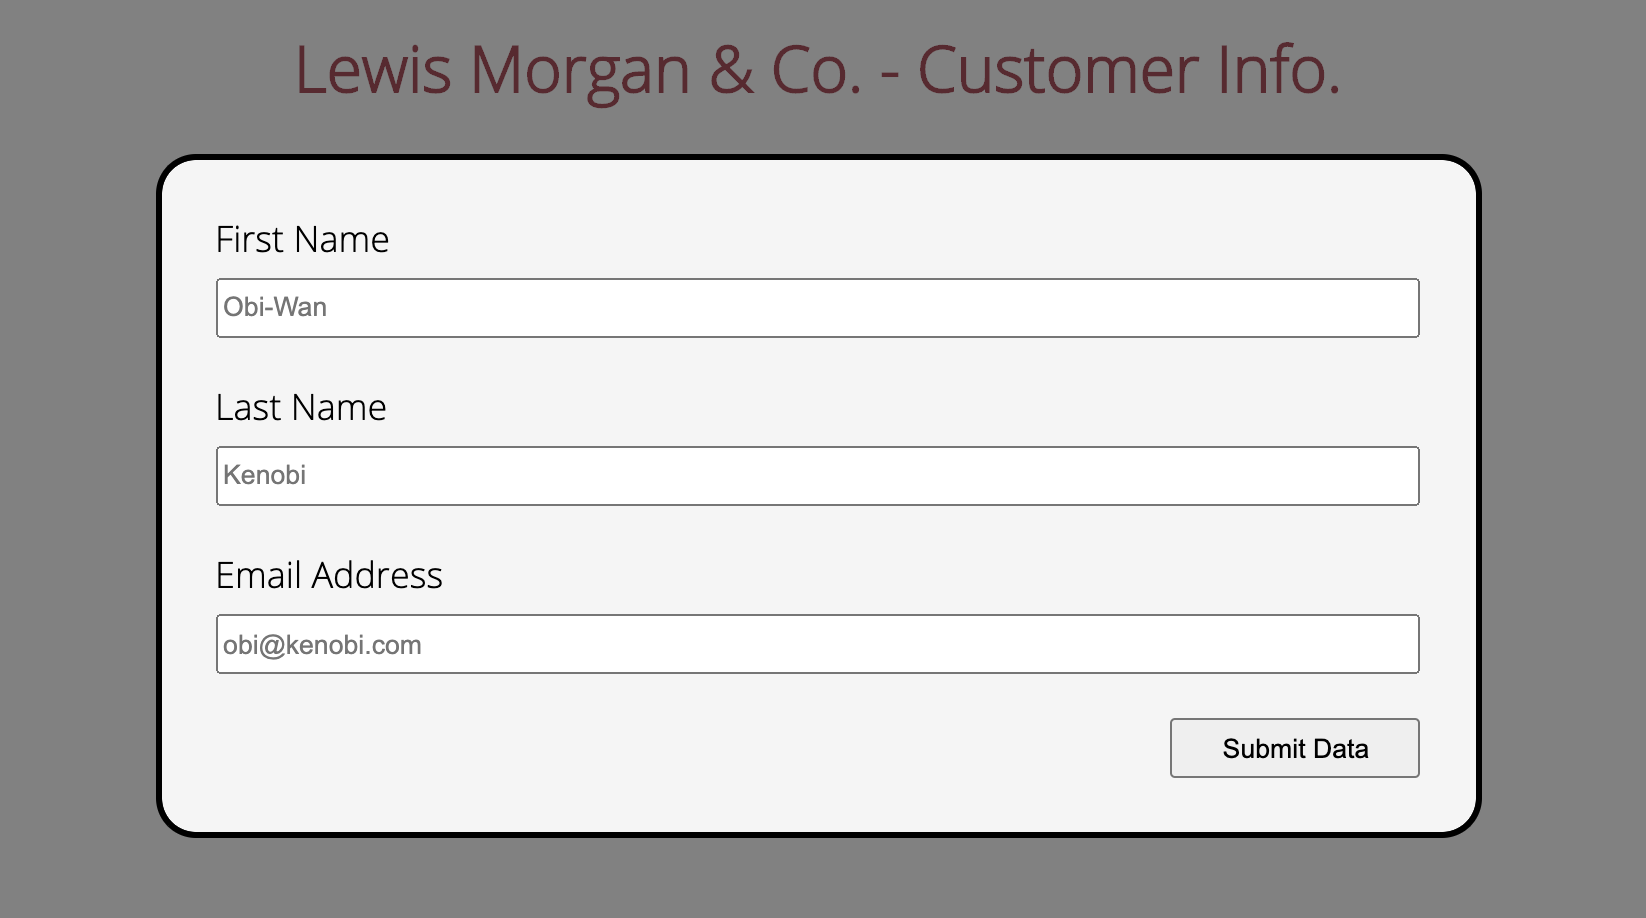 Lewis Morgan & Co. - Customer Info.
First Name
Obi-Wan
Last Name
Kenobi
Email Address
obi@kenobi.com
Submit Data